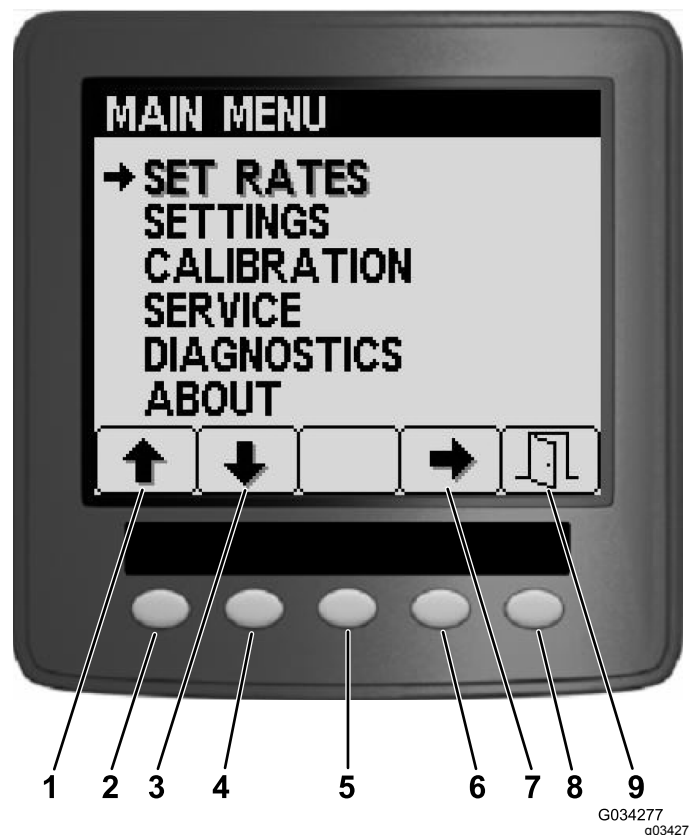 MAIN MENU
SET RATES
SETTINGS
CALIBRATION
SERVICE
DIAGNOSTICS
ABOUT
1 2 3 4 5 6 7 8 9
G034277
g03427